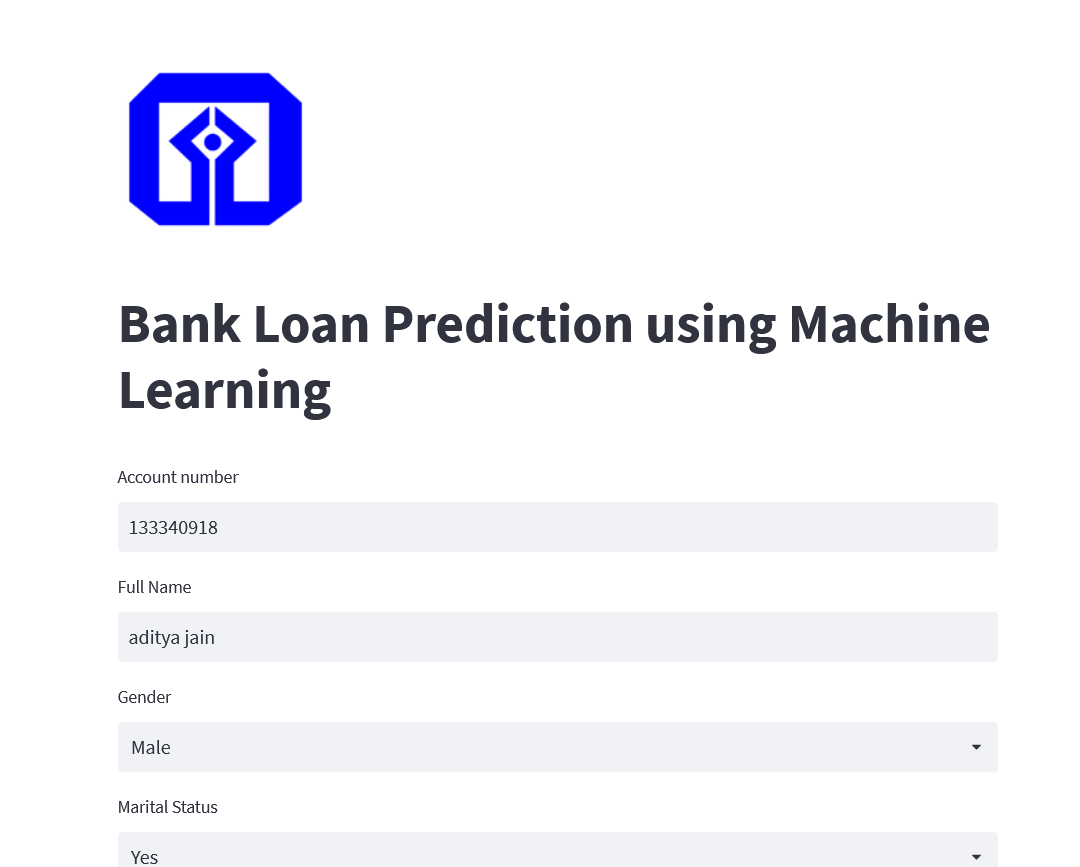 Bank Loan Prediction using Machine
Learning
Account number
133340918
Full Name
aditya jain
Gender
Male
Marital Status
Yes